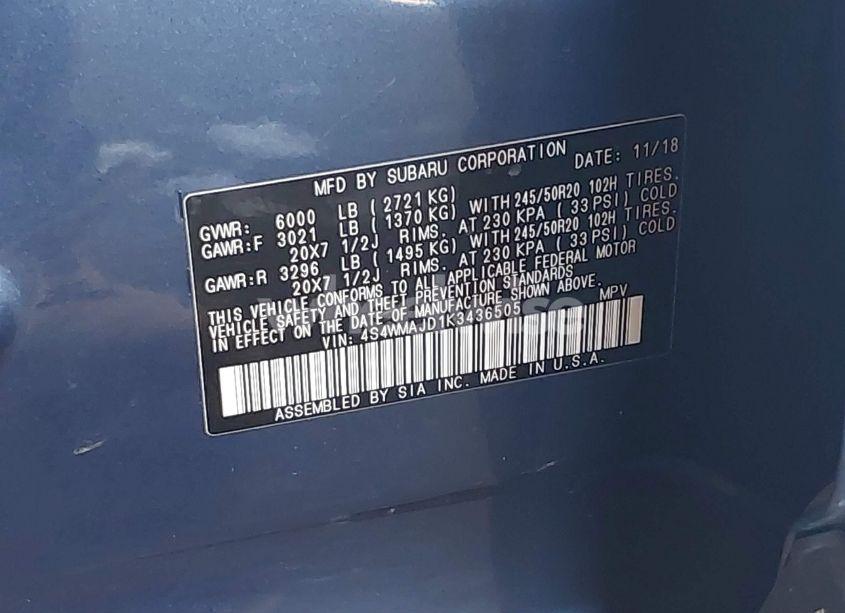 MFD BY SUBARU CORPORATION DATE: 11/18
GVWR: 6000 LB ( 2721 KG)
GAWR:F 3021 LB ( 1370 KG) WITH 245/50R20 102H TIRES.
20X7 1/2J RIMS. AT 230 KPA ( 33 PSI) COLD
GAWR:R 3296 LB ( 1495 KG) WITH 245/50R20 102H TIRES.
20X7 1/2J RIMS. AT 230 KPA ( 33 PSI) COLD
THIS VEHICLE CONFORMS TO ALL APPLICABLE FEDERAL MOTOR
VEHICLE SAFETY AND THEFT PREVENTION STANDARDS
IN EFFECT ON THE DATE OF MANUFACTURE SHOWN ABOVE.
VIN: 4S4WMAJD1K3436505 MPV
ASSEMBLED BY SIA INC. MADE IN U.S.A.